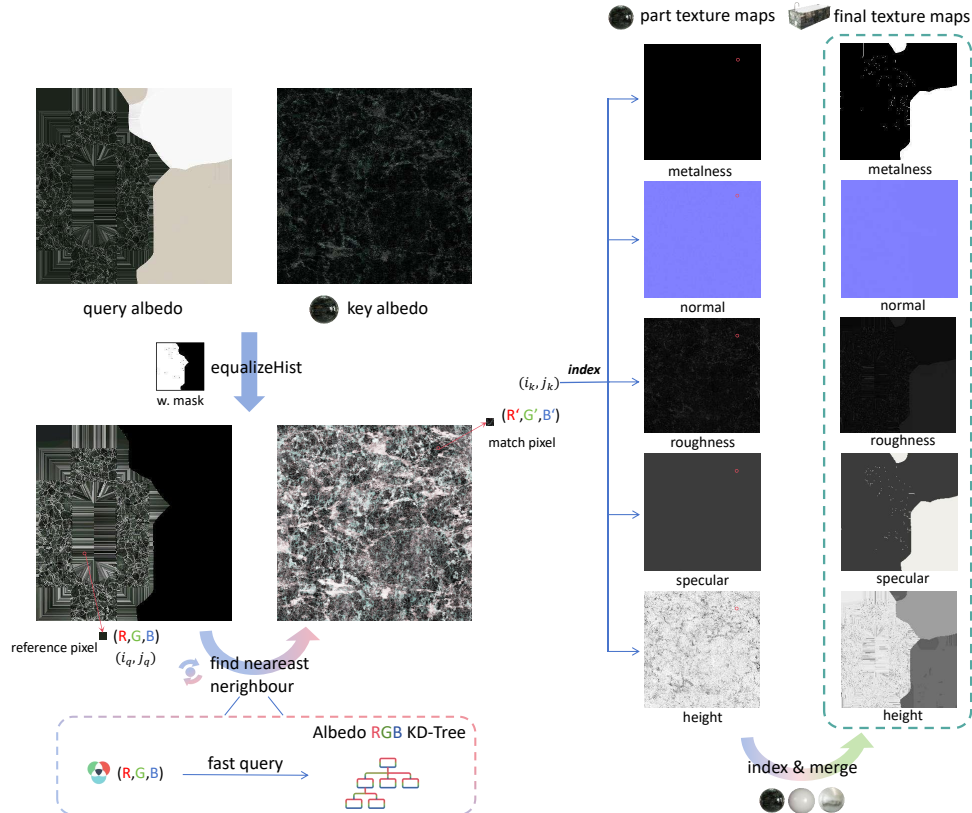 part texture maps
final texture maps
metalness
metalness
query albedo
key albedo
normal
normal
equalizeHist
w. mask
index
(i_k, j_k)
(R',G',B')
match pixel
roughness
roughness
specular
specular
reference pixel
(R,G,B)
(i_q, j_q)
find neareast
nerighbour
height
height
Albedo RGB KD-Tree
(R,G,B)
fast query
index & merge